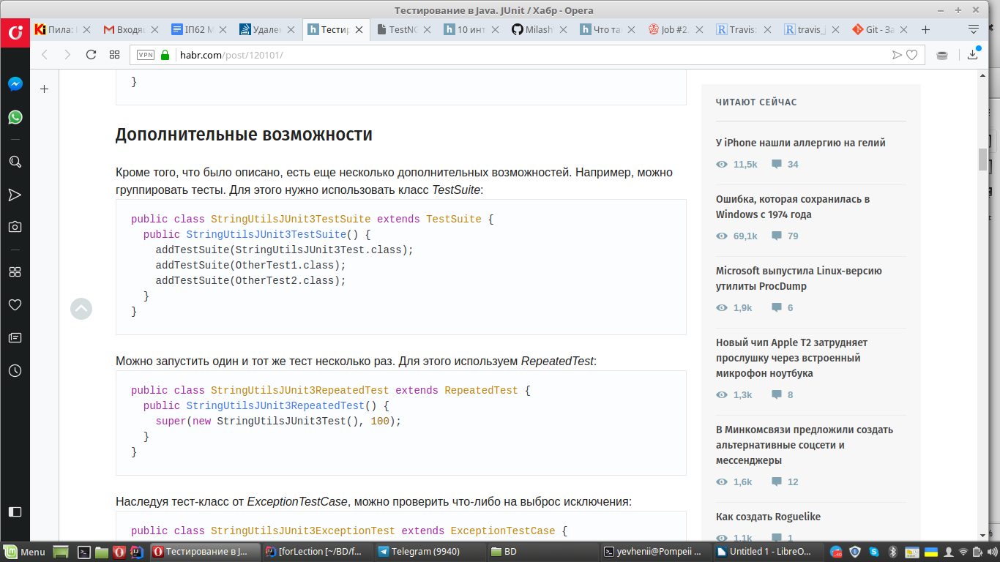 Тестирование в Java. JUnit / Хабр - Opera
Пила:
Входящ
ІП62 М
Удален
Тестир
TestNG
10 инт
Milash
Что та
Job #2.
Travis:
travis_j
Git - За
VPN habr.com/post/120101/
}
Дополнительные возможности
Кроме того, что было описано, есть еще несколько дополнительных возможностей. Например, можно
группировать тесты. Для этого нужно использовать класс TestSuite:
public class StringUtilsJUnit3TestSuite extends TestSuite {
public StringUtilsJUnit3TestSuite() {
addTestSuite(StringUtilsJUnit3Test.class);
addTestSuite(OtherTest1.class);
addTestSuite(OtherTest2.class);
}
}
Можно запустить один и тот же тест несколько раз. Для этого используем RepeatedTest:
public class StringUtilsJUnit3RepeatedTest extends RepeatedTest {
public StringUtilsJUnit3RepeatedTest() {
super(new StringUtilsJUnit3Test(), 100);
}
}
Наследуя тест-класс от ExceptionTestCase, можно проверить что-либо на выброс исключения:
public class StringUtilsJUnit3ExceptionTest extends ExceptionTestCase {
ЧИТАЮТ СЕЙЧАС
У iPhone нашли аллергию на гелий
11,5k 34
Ошибка, которая сохранилась в
Windows с 1974 года
69,1k 79
Microsoft выпустила Linux-версию
утилиты ProcDump
1,9k 6
Новый чип Apple T2 затрудняет
прослушку через встроенный
микрофон ноутбука
1,3k 8
В Минкомсвязи предложили создать
альтернативные соцсети и
мессенджеры
1,6k 12
Как создать Roguelike
1,1k 1
Menu
Тестирование в J...
[forLection [~/BD/f...
Telegram (9940)
BD
yevhenii@Pompeii ...
Untitled 1 - LibreO...